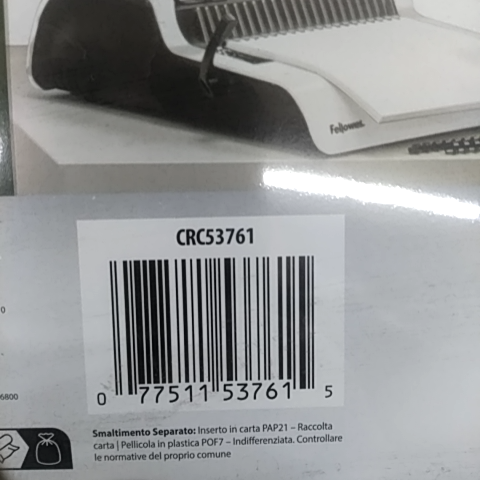 Fellowes
CRC53761
0 77511 53761 5
6800
Smaltimento Separato: Inserto in carta PAP21 – Raccolta
carta | Pellicola in plastica POF7 – Indifferenziata. Controllare
le normative del proprio comune